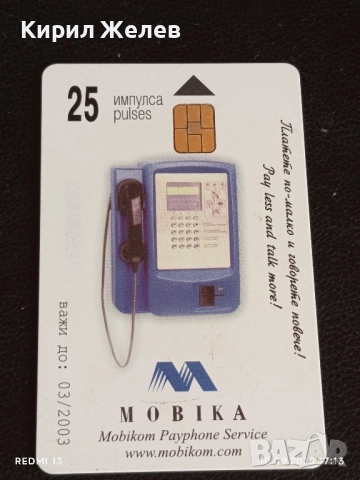 Кирил Желев
25
импулса
pulses
Платете по-малко и говорете повече!
Pay less and talk more!
важи до: 03/2003
MOBIKA
Mobikom Payphone Service
www.mobikom.com
REDMI 13
BAZAR